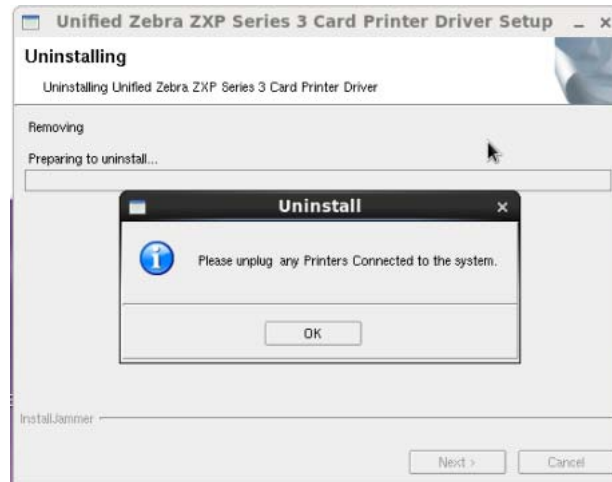 Unified Zebra ZXP Series 3 Card Printer Driver Setup
Uninstalling
Uninstalling Unified Zebra ZXP Series 3 Card Printer Driver
Removing
Preparing to uninstall...
Uninstall
Please unplug any Printers Connected to the system.
OK
InstallJammer
Next >
Cancel